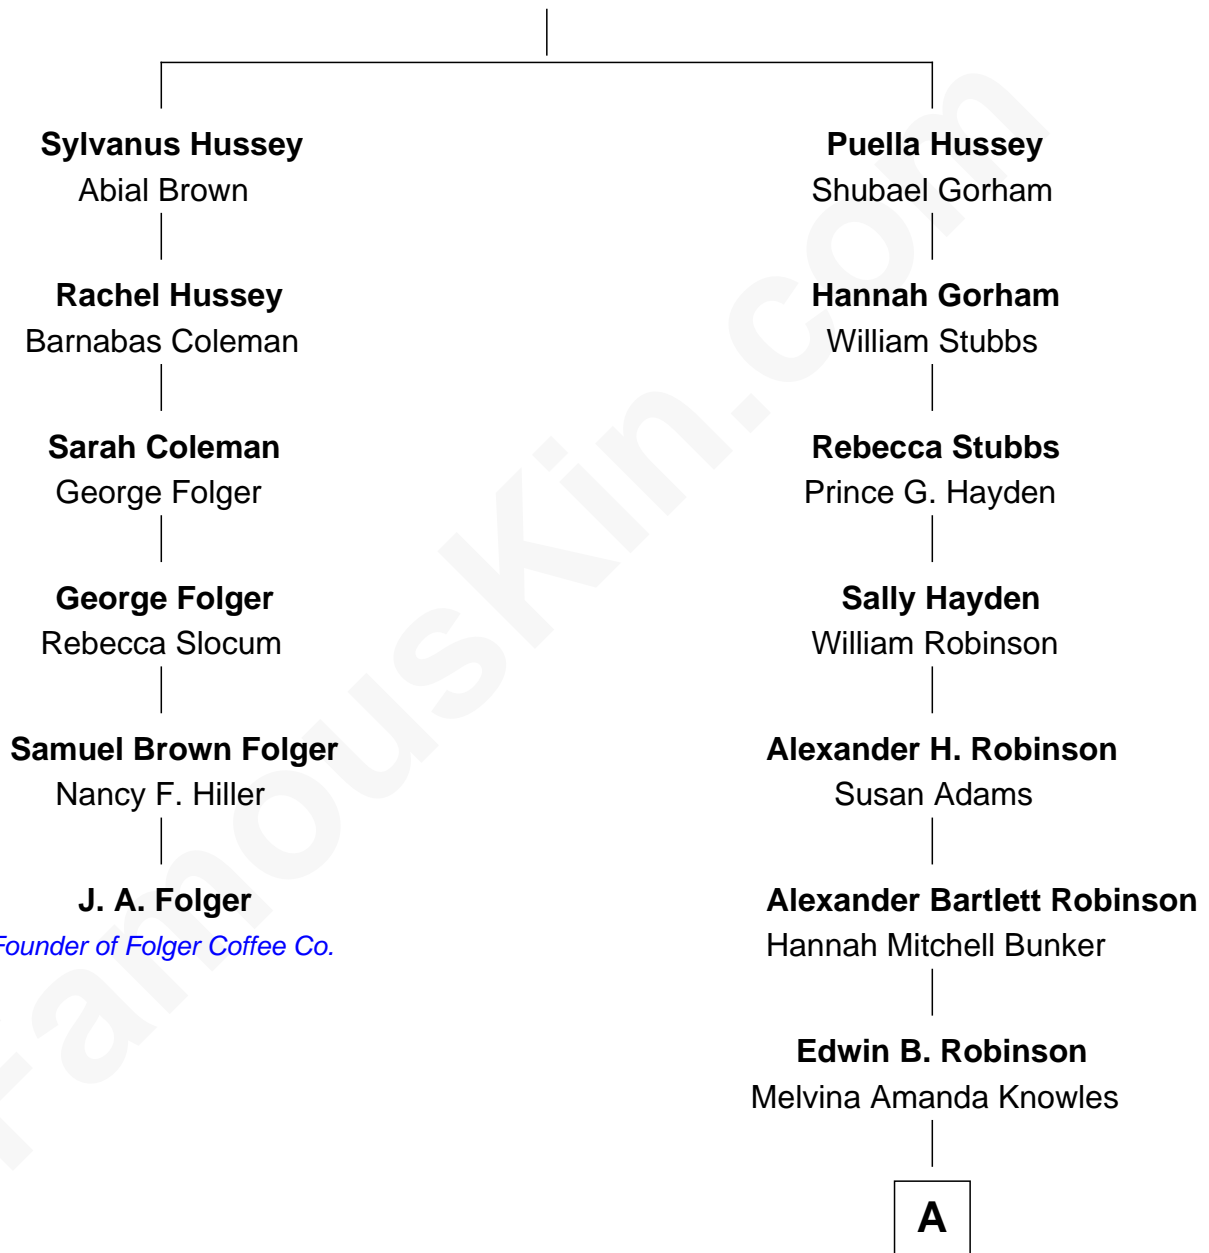 Sylvanus Hussey
Abial Brown
Rachel Hussey
Barnabas Coleman
Sarah Coleman
George Folger
George Folger
Rebecca Slocum
Samuel Brown Folger
Nancy F. Hiller
J. A. Folger
Founder of Folger Coffee Co.
Puella Hussey
Shubael Gorham
Hannah Gorham
William Stubbs
Rebecca Stubbs
Prince G. Hayden
Sally Hayden
William Robinson
Alexander H. Robinson
Susan Adams
Alexander Bartlett Robinson
Hannah Mitchell Bunker
Edwin B. Robinson
Melvina Amanda Knowles
A
FamousKin.com